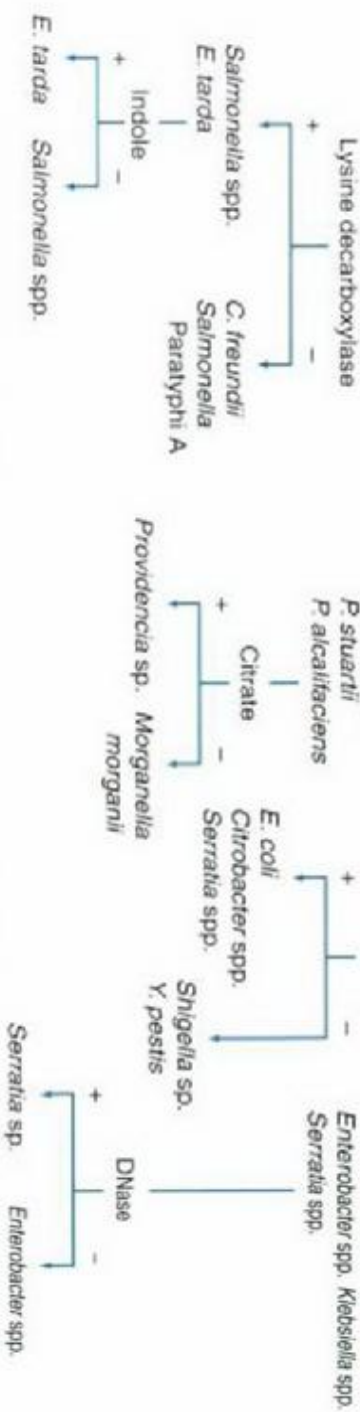 Lysine decarboxylase
+ −
Salmonella spp.
E. tarda
C. freundii
Salmonella
Paratyphi A
Indole
+ −
E. tarda Salmonella spp.
P. stuartii
P. alcalifaciens
Citrate
+ −
Providencia sp. Morganella
morganii
+ −
E. coli
Citrobacter spp.
Serratia spp.
Shigella sp.
Y. pestis
Enterobacter spp. Klebsiella spp.
Serratia spp.
DNase
+ −
Serratia sp. Enterobacter spp.